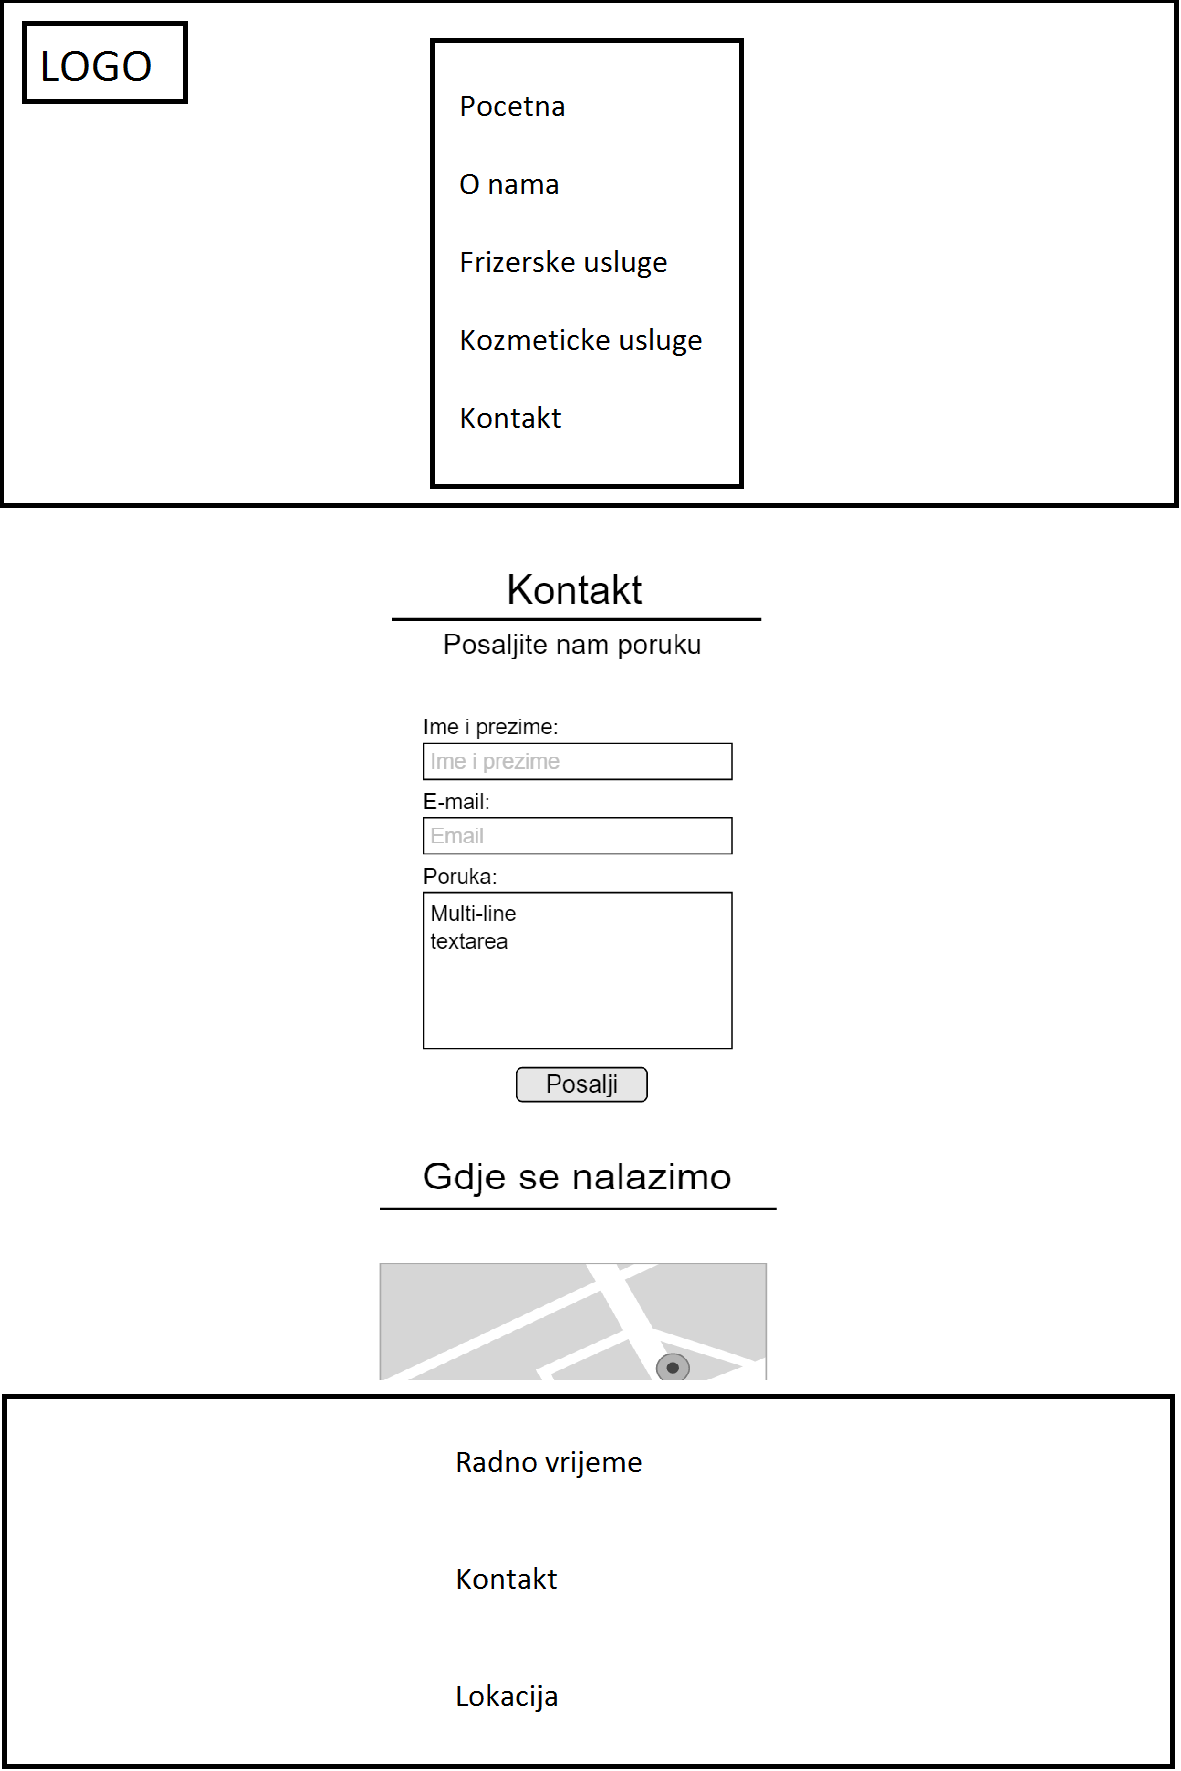 LOGO
Pocetna
O nama
Frizerske usluge
Kozmeticke usluge
Kontakt
Kontakt
Posaljite nam poruku
Ime i prezime:
Ime i prezime
E-mail:
Email
Poruka:
Multi-line
textarea
Posalji
Gdje se nalazimo
Radno vrijeme
Kontakt
Lokacija